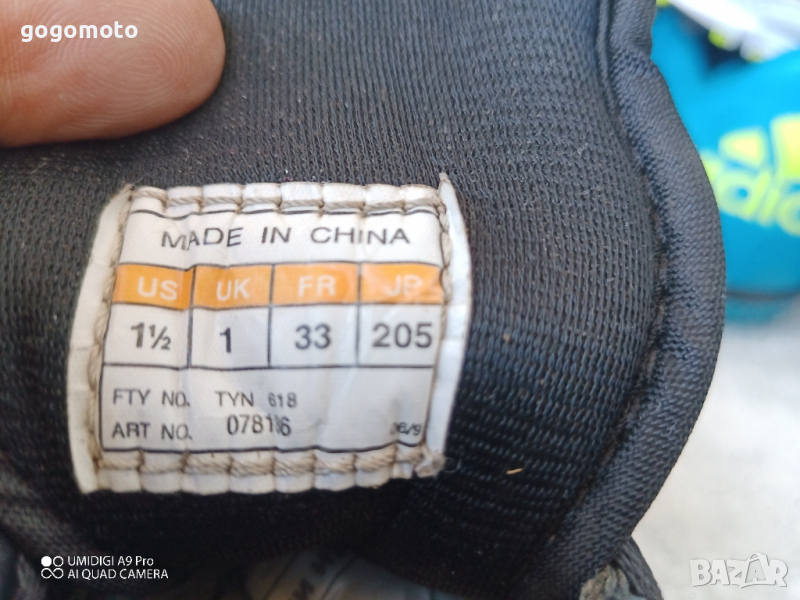 gogomoto
MADE IN CHINA
US UK FR JP
1½ 1 33 205
FTY NO. TYN 618
ART NO.
UMIDIGI A9 Pro
AI QUAD CAMERA
BAZAR